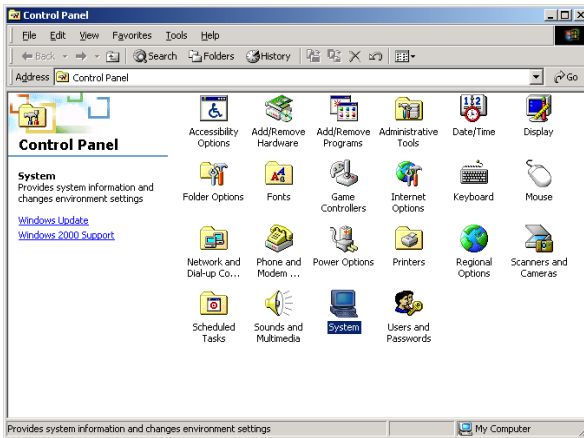 Control Panel
File Edit View Favorites Tools Help
Back Search Folders History
Address Control Panel Go
Control Panel
System
Provides system information and
changes environment settings
Windows Update
Windows 2000 Support
Accessibility
Options
Add/Remove
Hardware
Add/Remove
Programs
Administrative
Tools
Date/Time
Display
Folder Options
Fonts
Game
Controllers
Internet
Options
Keyboard
Mouse
Network and
Dial-up Co...
Phone and
Modem ...
Power Options
Printers
Regional
Options
Scanners and
Cameras
Scheduled
Tasks
Sounds and
Multimedia
System
Users and
Passwords
Provides system information and changes environment settings
My Computer